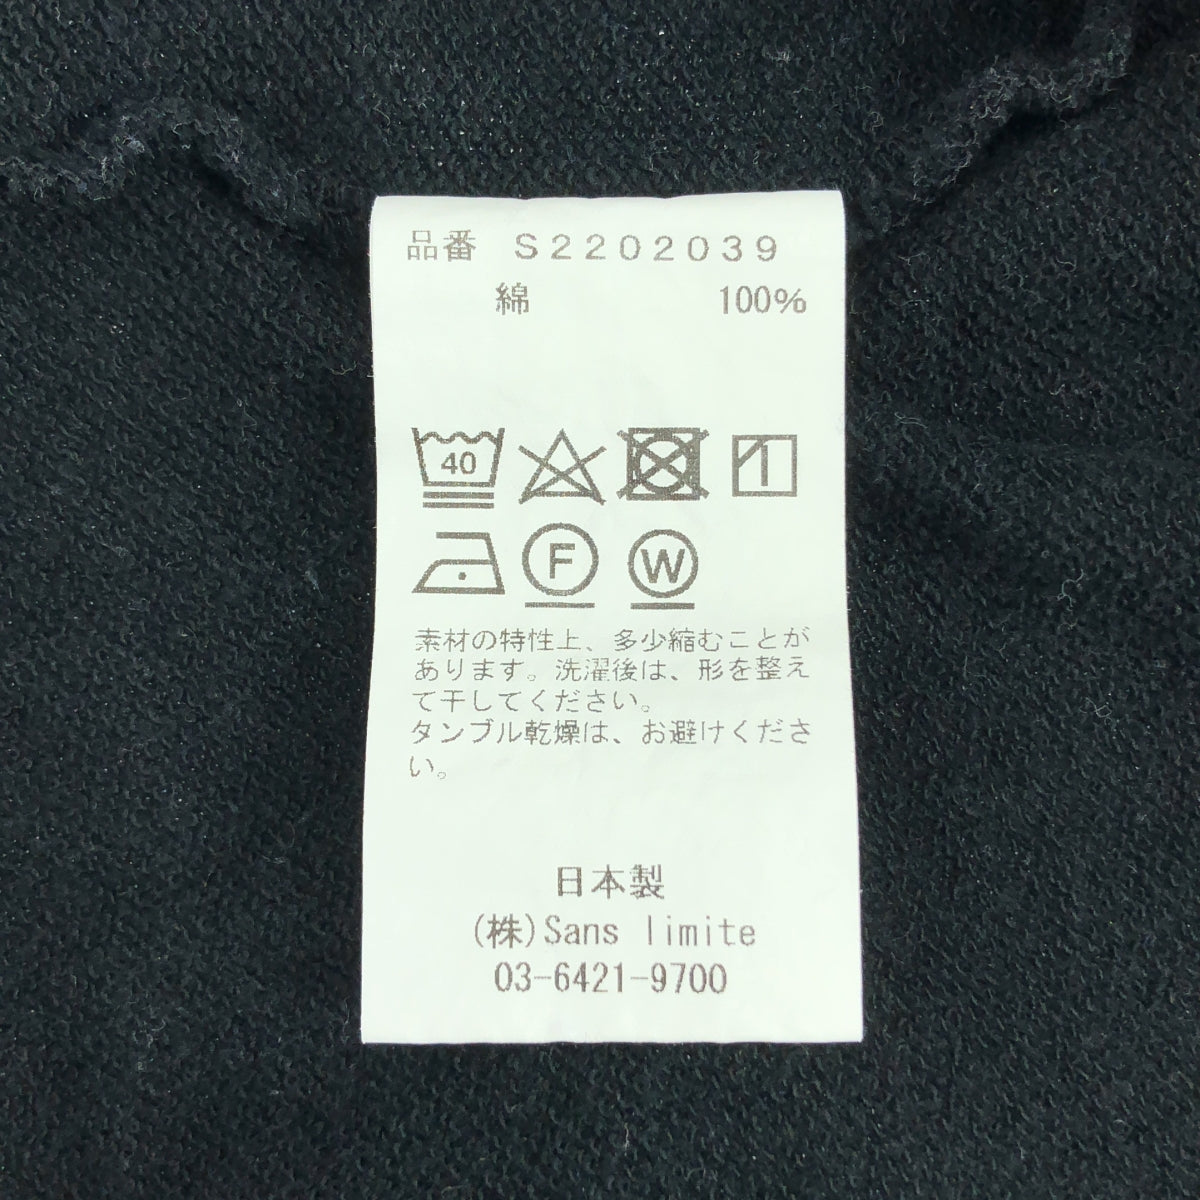 品番 S2202039
綿 100%
40
1
F W
素材の特性上、多少縮むことが
あります。洗濯後は、形を整え
て干してください。
タンブル乾燥は、お避けくださ
い。
日本製
(株)Sans limite
03-6421-9700